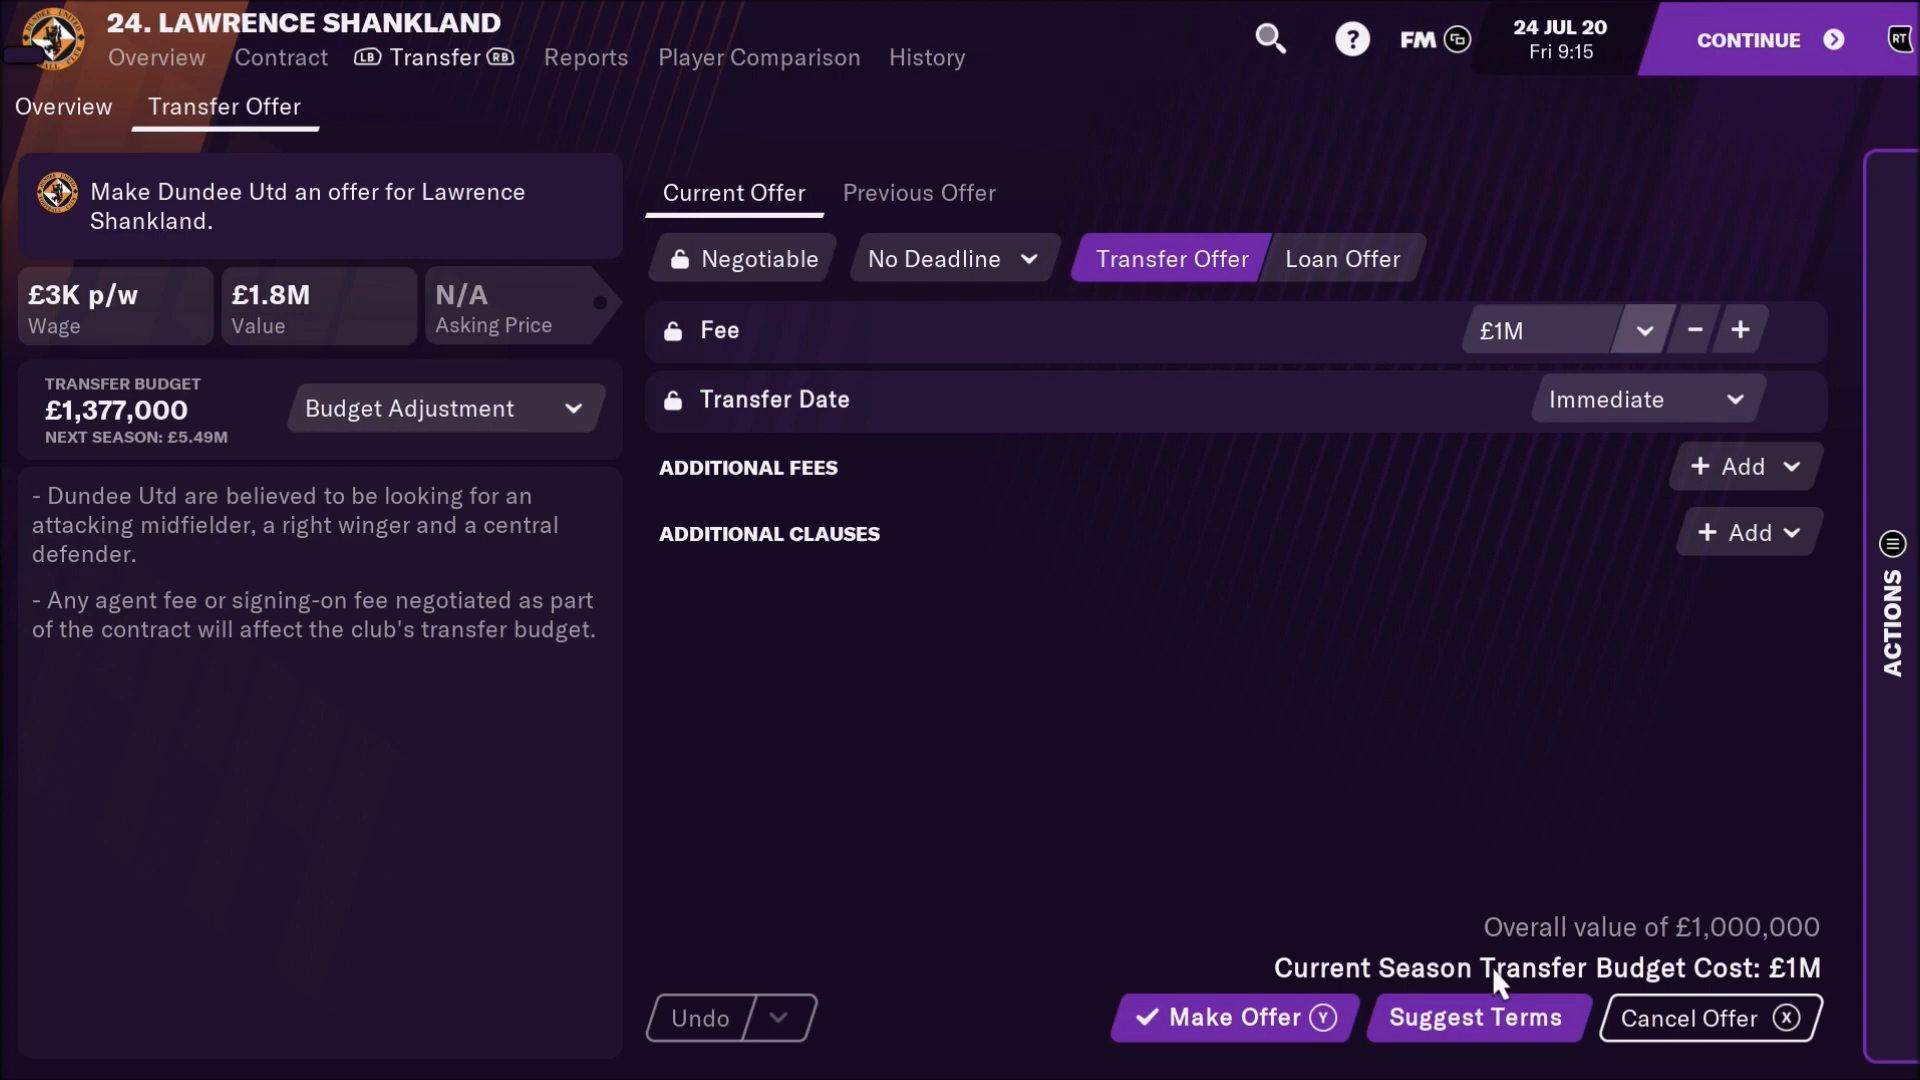 24. LAWRENCE SHANKLAND
Overview Contract LB Transfer RB Reports Player Comparison History
? FM
24 JUL 20
Fri 9:15
CONTINUE
RT
Overview Transfer Offer
Make Dundee Utd an offer for Lawrence
Shankland.
£3K p/w
Wage
£1.8M
Value
N/A
Asking Price
TRANSFER BUDGET
£1,377,000
NEXT SEASON: £5.49M
Budget Adjustment
- Dundee Utd are believed to be looking for an
attacking midfielder, a right winger and a central
defender.
- Any agent fee or signing-on fee negotiated as part
of the contract will affect the club's transfer budget.
Current Offer Previous Offer
Negotiable No Deadline Transfer Offer Loan Offer
Fee £1M - +
Transfer Date Immediate
ADDITIONAL FEES + Add
ADDITIONAL CLAUSES + Add
Overall value of £1,000,000
Current Season Transfer Budget Cost: £1M
Undo Make Offer Y Suggest Terms Cancel Offer X
ACTIONS